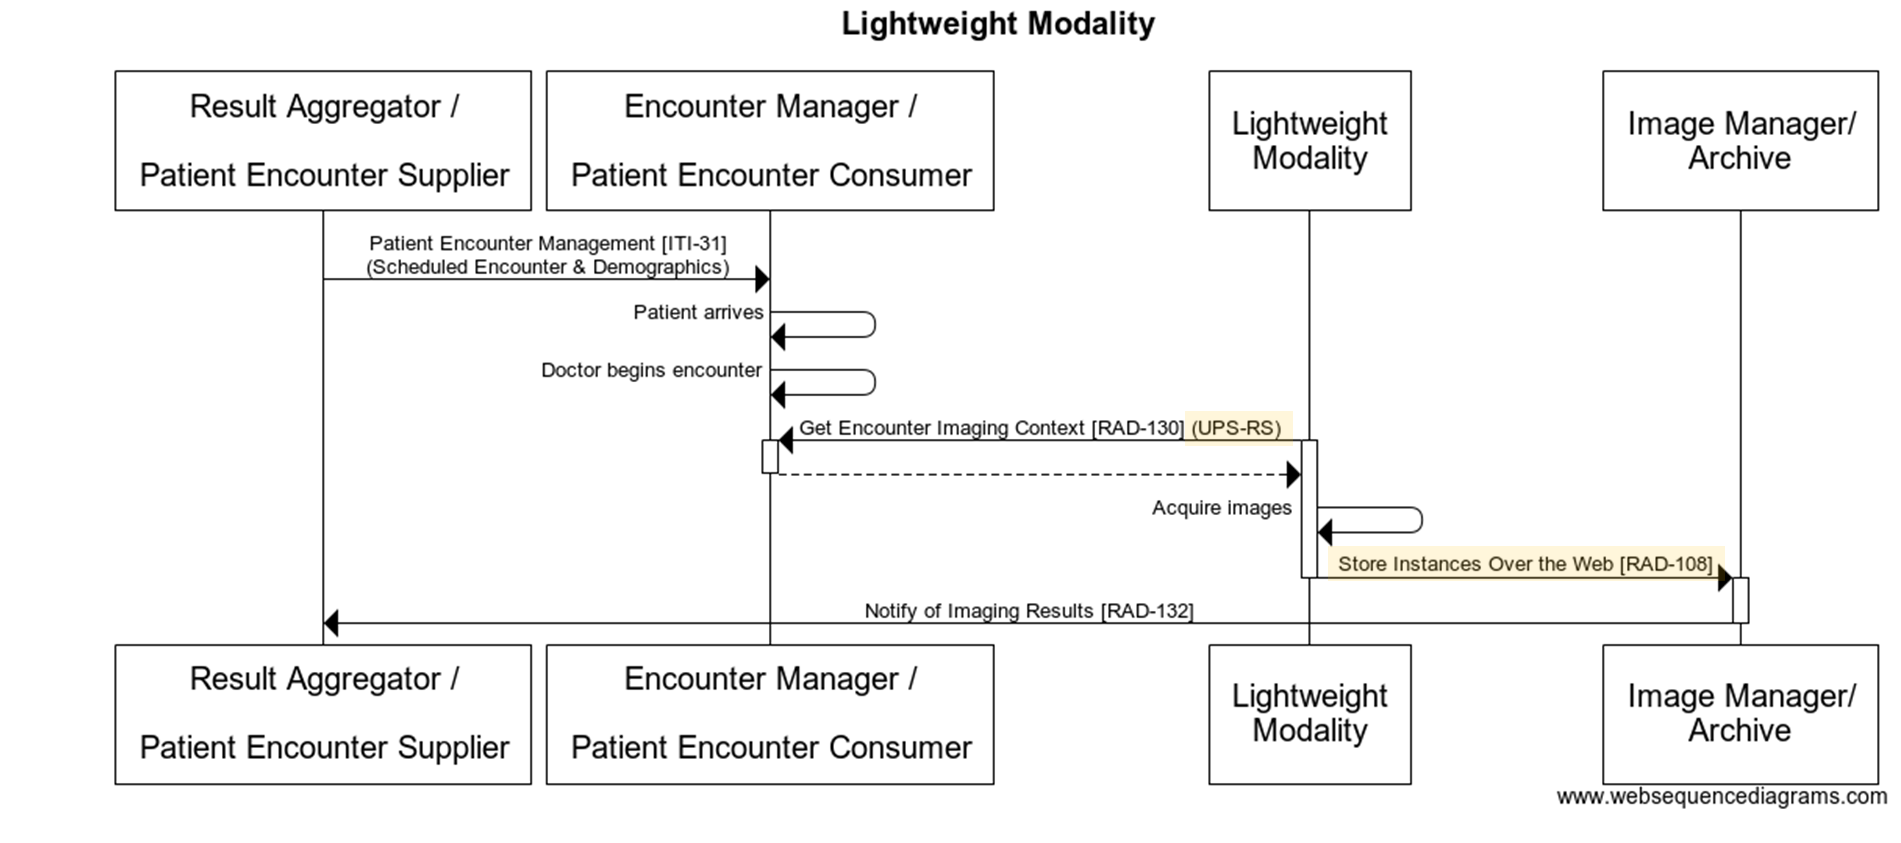 Lightweight Modality
Result Aggregator /
Patient Encounter Supplier
Encounter Manager /
Patient Encounter Consumer
Lightweight
Modality
Image Manager/
Archive
Patient Encounter Management [ITI-31]
(Scheduled Encounter & Demographics)
Patient arrives
Doctor begins encounter
Get Encounter Imaging Context [RAD-130] (UPS-RS)
Acquire images
Store Instances Over the Web [RAD-108]
Notify of Imaging Results [RAD-132]
Result Aggregator /
Patient Encounter Supplier
Encounter Manager /
Patient Encounter Consumer
Lightweight
Modality
Image Manager/
Archive
www.websequencediagrams.com